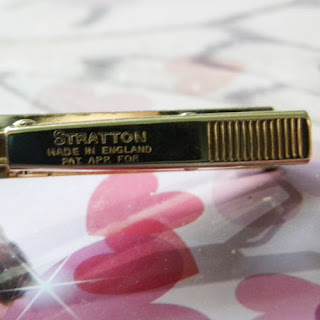 STRATTON
MADE IN ENGLAND
PAT APP. FOR